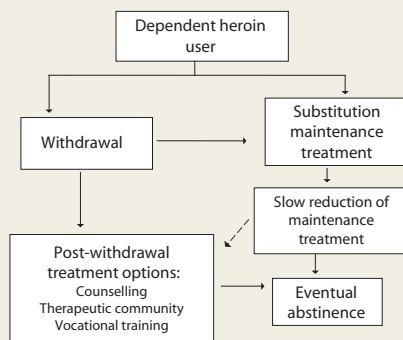 Dependent heroin
user
Withdrawal
Substitution
maintenance
treatment
Slow reduction of
maintenance
treatment
Post-withdrawal
treatment options:
Counselling
Therapeutic community
Vocational training
Eventual
abstinence